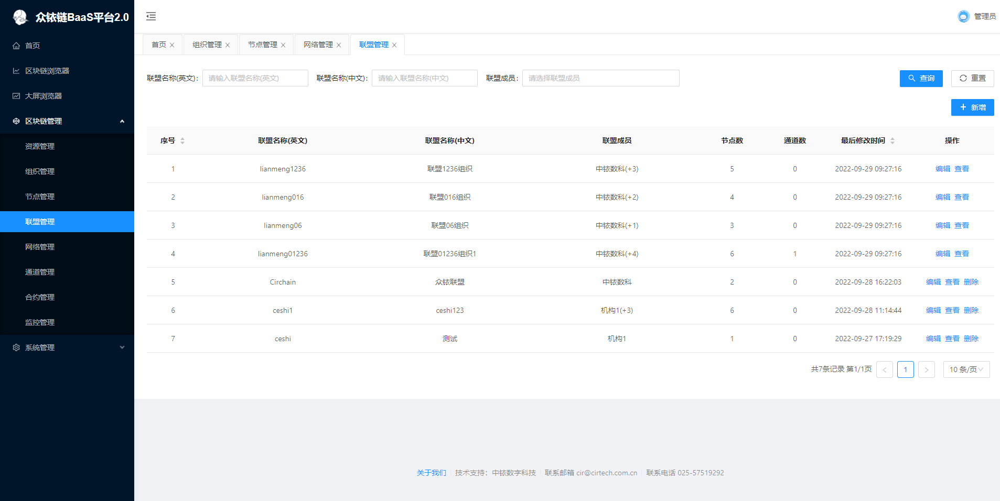 众铱链BaaS平台2.0
管理员
首页
区块链浏览器
大屏浏览器
区块链管理
资源管理
组织管理
节点管理
联盟管理
网络管理
通道管理
合约管理
监控管理
系统管理
首页 组织管理 节点管理 网络管理 联盟管理
联盟名称(英文): 请输入联盟名称(英文) 联盟名称(中文): 请输入联盟名称(中文) 联盟成员: 请选择联盟成员 查询 重置
新增
序号 联盟名称(英文) 联盟名称(中文) 联盟成员 节点数 通道数 最后修改时间 操作
1 lianmeng1236 联盟1236组织 中铱数科(+3) 5 0 2022-09-29 09:27:16 编辑 查看
2 lianmeng016 联盟016组织 中铱数科(+2) 4 0 2022-09-29 09:27:16 编辑 查看
3 lianmeng06 联盟06组织 中铱数科(+1) 3 0 2022-09-29 09:27:16 编辑 查看
4 lianmeng01236 联盟01236组织1 中铱数科(+4) 6 1 2022-09-29 09:27:16 编辑 查看
5 Circhain 众铱联盟 中铱数科 2 0 2022-09-28 16:22:03 编辑 查看 删除
6 ceshi1 ceshi123 机构1(+3) 6 0 2022-09-28 11:14:44 编辑 查看 删除
7 ceshi 测试 机构1 1 0 2022-09-27 17:19:29 编辑 查看 删除
共7条记录 第1/1页 1 10 条/页
关于我们 技术支持：中铱数字科技 联系邮箱 cir@cirtech.com.cn 联系电话 025-57519292